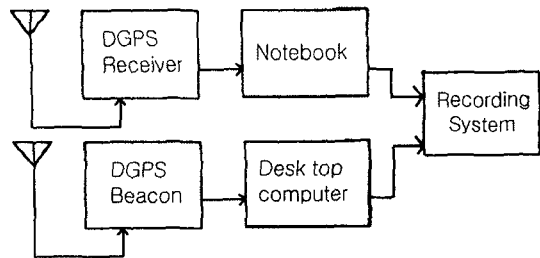 DGPS
Receiver
Notebook
Recording
System
DGPS
Beacon
Desk top
computer